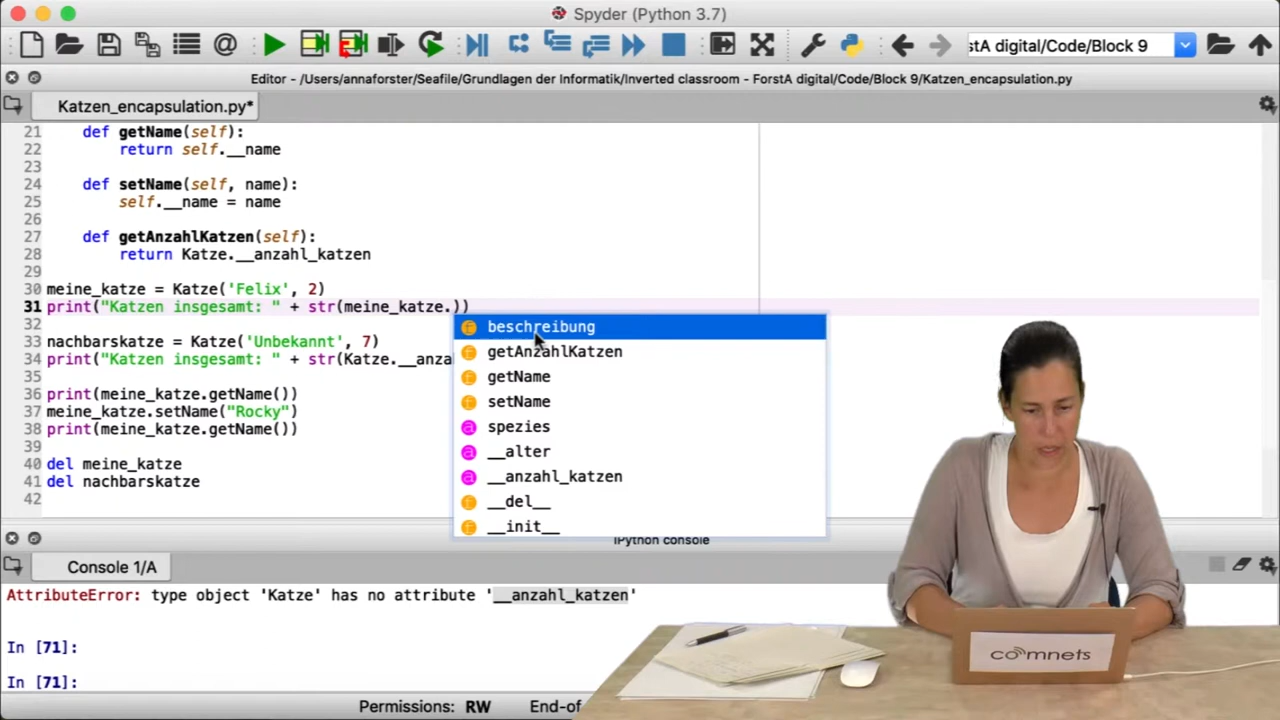 Spyder (Python 3.7)
stA digital/Code/Block 9
Editor - /Users/annaforster/Seafile/Grundlagen der Informatik/Inverted classroom - ForstA digital/Code/Block 9/Katzen_encapsulation.py
Katzen_encapsulation.py*
21 def getName(self):
22 return self.__name
23
24 def setName(self, name):
25 self.__name = name
26
27 def getAnzahlKatzen(self):
28 return Katze.__anzahl_katzen
29
30 meine_katze = Katze('Felix', 2)
31 print("Katzen insgesamt: " + str(meine_katze.))
32
33 nachbarskatze = Katze('Unbekannt', 7)
34 print("Katzen insgesamt: " + str(Katze.__anza
35
36 print(meine_katze.getName())
37 meine_katze.setName("Rocky")
38 print(meine_katze.getName())
39
40 del meine_katze
41 del nachbarskatze
42
f beschreibung
f getAnzahlKatzen
f getName
f setName
a spezies
a __alter
a __anzahl_katzen
f __del__
f __init__
IPython console
Console 1/A
AttributeError: type object 'Katze' has no attribute '__anzahl_katzen'
In [71]:
In [71]:
Permissions: RW End-of
comnets